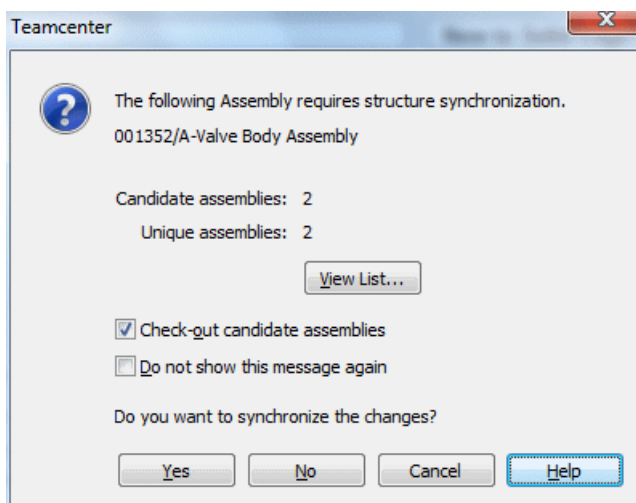 Teamcenter
The following Assembly requires structure synchronization.
001352/A-Valve Body Assembly
Candidate assemblies: 2
Unique assemblies: 2
View List...
Check-out candidate assemblies
Do not show this message again
Do you want to synchronize the changes?
Yes No Cancel Help